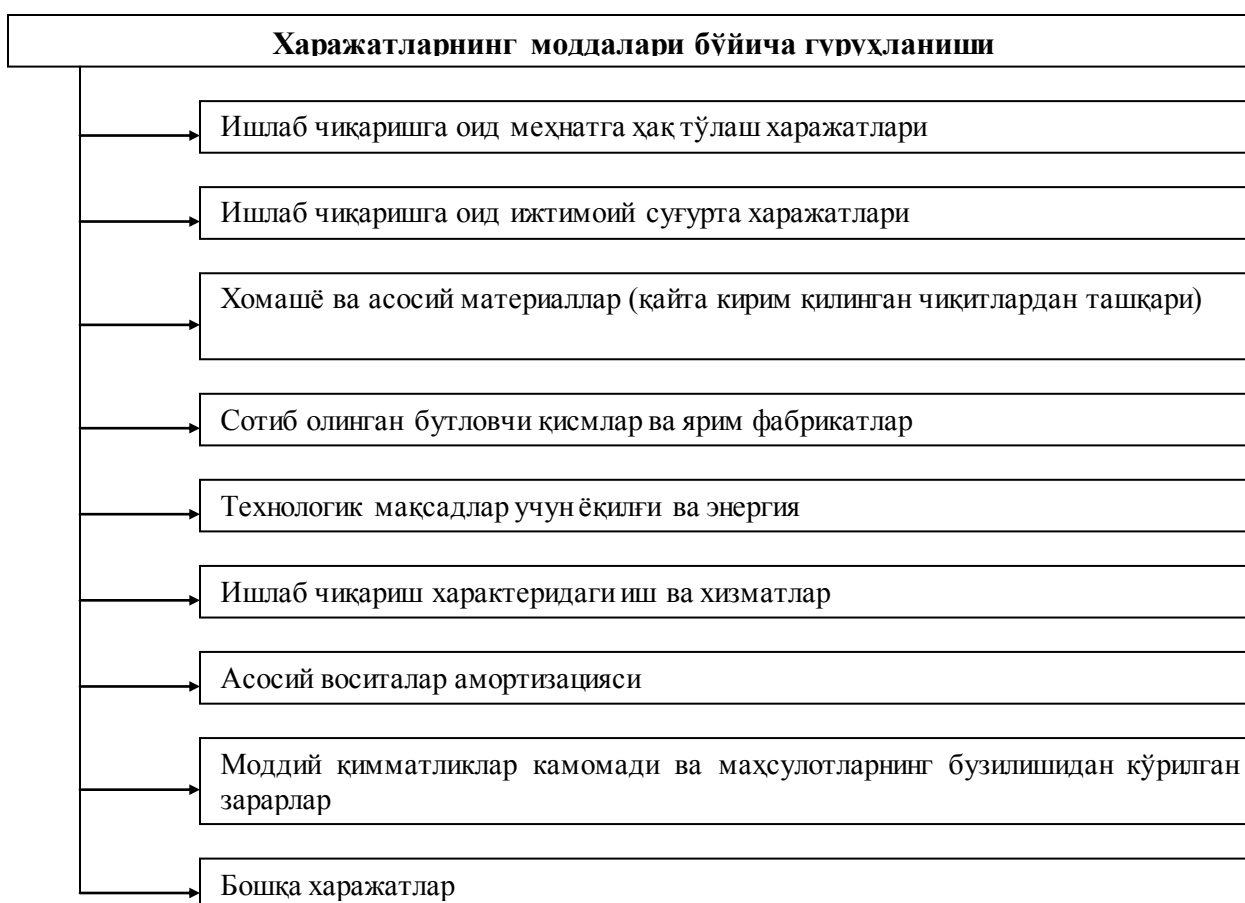 Харажатларнинг моддалари бўйича гуруҳланиши
Ишлаб чиқаришга оид меҳнатга ҳақ тўлаш харажатлари
Ишлаб чиқаришга оид ижтимоий суғурта харажатлари
Хомашё ва асосий материаллар (қайта кирим қилинган чиқитлардан ташқари)
Сотиб олинган бутловчи қисмлар ва ярим фабрикатлар
Технологик мақсадлар учун ёқилғи ва энергия
Ишлаб чиқариш характеридаги иш ва хизматлар
Асосий воситалар амортизацияси
Моддий қимматликлар камомади ва маҳсулотларнинг бузилишидан кўрилган
зарарлар
Бошқа харажатлар